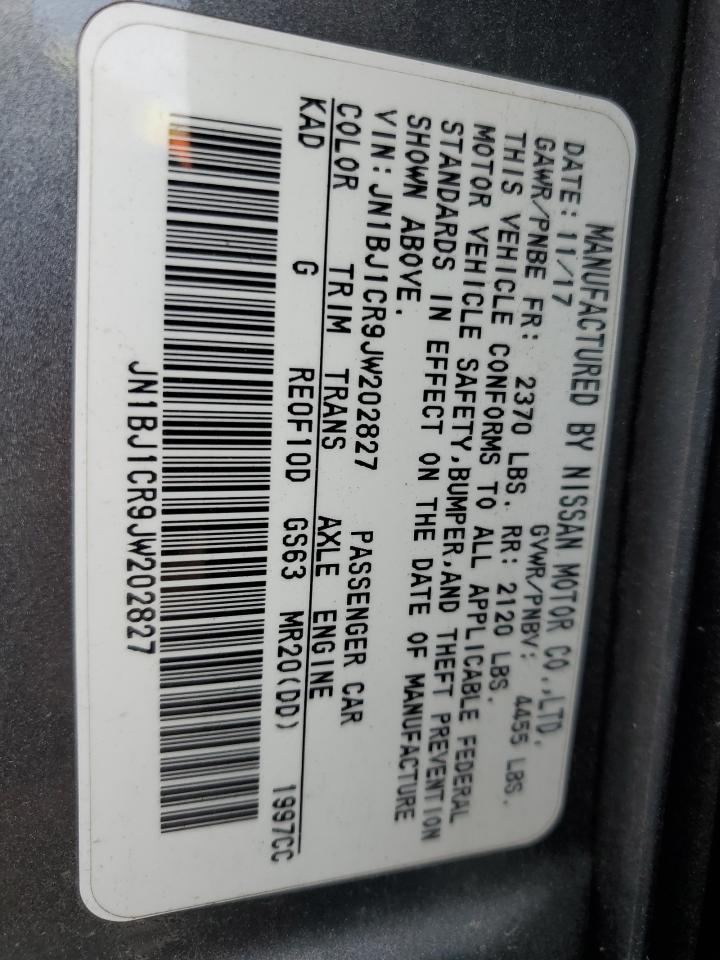 MANUFACTURED BY NISSAN MOTOR CO.,LTD.
DATE: 11/17 GVWR/PNBV: 4455 LBS.
GAWR/PNBE FR: 2370 LBS. RR: 2120 LBS.
THIS VEHICLE CONFORMS TO ALL APPLICABLE FEDERAL
MOTOR VEHICLE SAFETY,BUMPER,AND THEFT PREVENTION
STANDARDS IN EFFECT ON THE DATE OF MANUFACTURE
SHOWN ABOVE.
VIN:JN1BJ1CR9JW202827 PASSENGER CAR
COLOR TRIM TRANS AXLE ENGINE
KAD G RE0F10D GS63 MR20(DD) 1997CC
JN1BJ1CR9JW202827